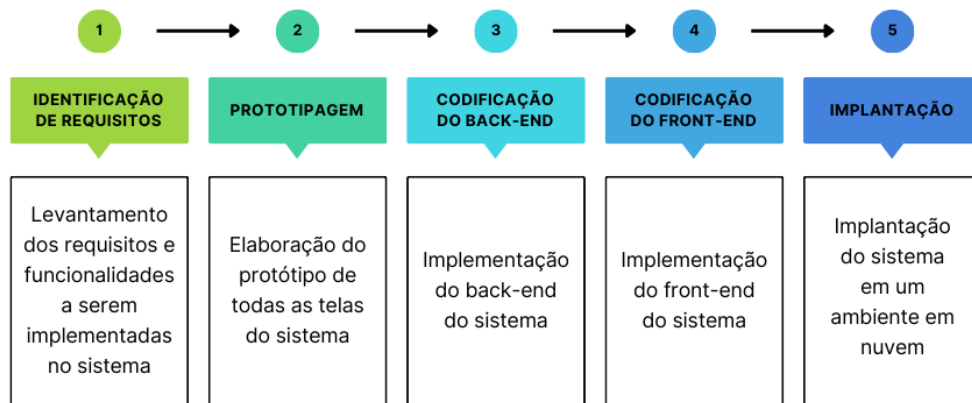 1
2
3
4
5
IDENTIFICAÇÃO
DE REQUISITOS
PROTOTIPAGEM
CODIFICAÇÃO
DO BACK-END
CODIFICAÇÃO
DO FRONT-END
IMPLANTAÇÃO
Levantamento
dos requisitos e
funcionalidades
a serem
implementadas
no sistema
Elaboração do
protótipo de
todas as telas
do sistema
Implementação
do back-end
do sistema
Implementação
do front-end
do sistema
Implantação
do sistema
em um
ambiente em
nuvem